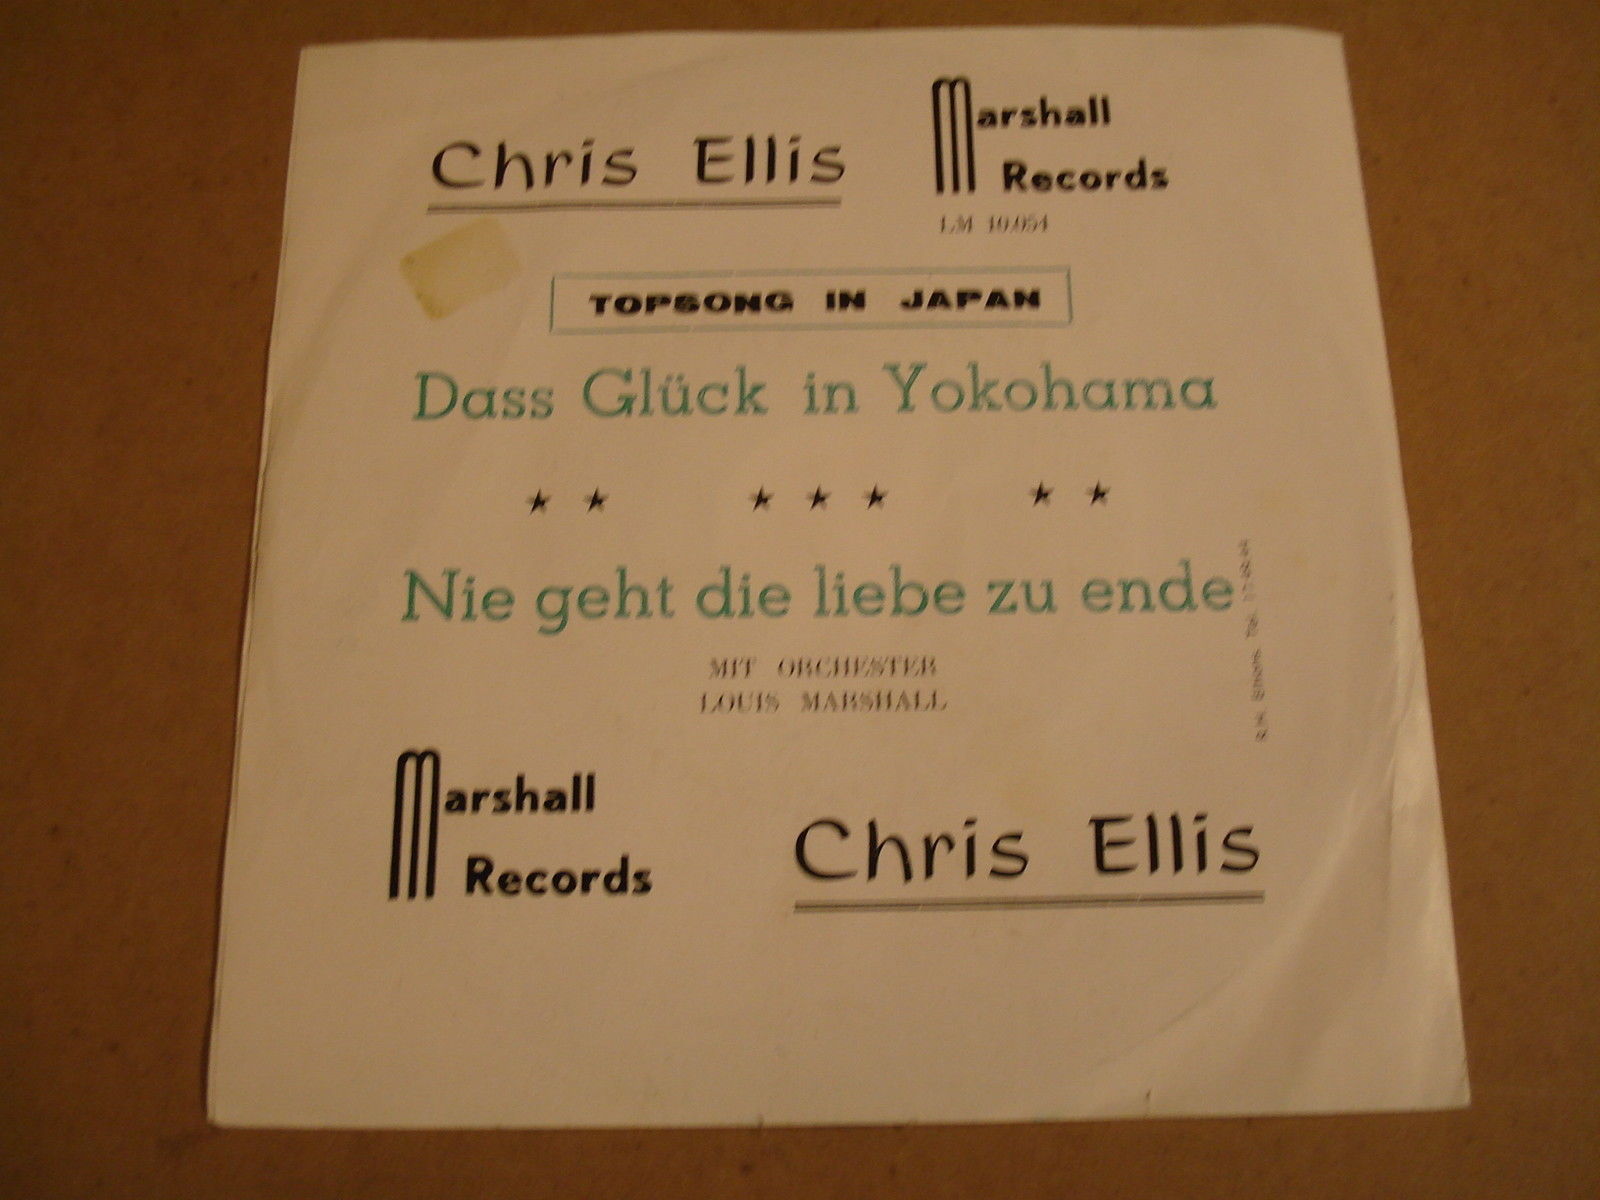 Chris Ellis
Marshall
Records
LM 10.054
TOPSONG IN JAPAN
Dass Glück in Yokohama
★ ★ ★ ★ ★ ★ ★
Nie geht die liebe zu ende
MIT ORCHESTER
LOUIS MARSHALL
Tel.
Marshall
Records
Chris Ellis